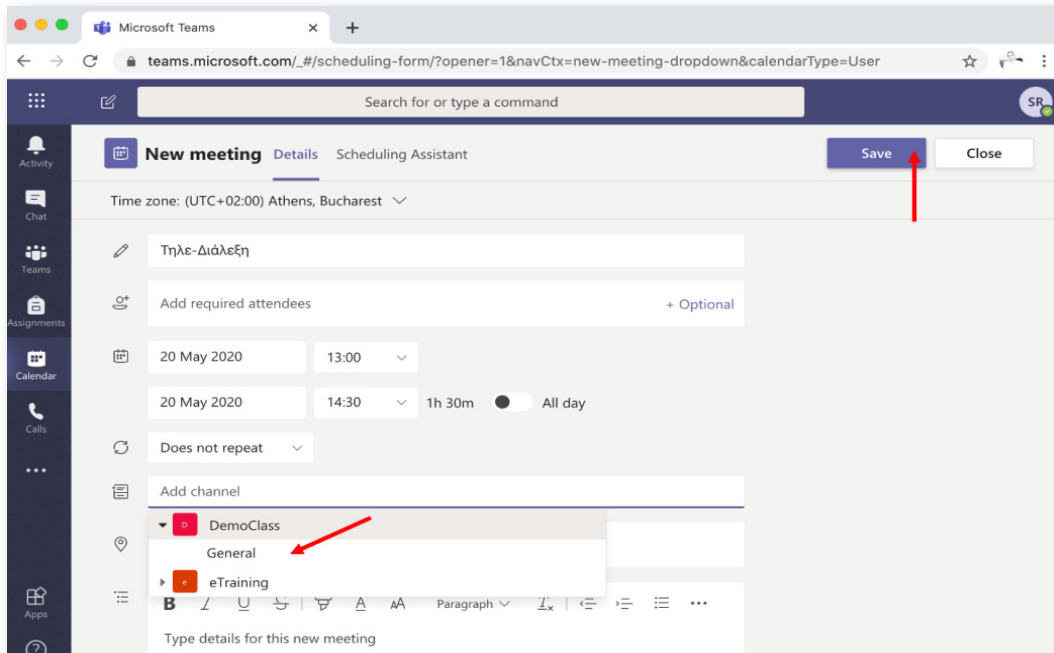 Microsoft Teams
teams.microsoft.com/_#/scheduling-form/?opener=1&navCtx=new-meeting-dropdown&calendarType=User
Search for or type a command
SR
Activity
Chat
Teams
Assignments
Calendar
Calls
Apps
New meeting Details Scheduling Assistant Save Close
Time zone: (UTC+02:00) Athens, Bucharest
Τηλε-Διάλεξη
Add required attendees + Optional
20 May 2020 13:00
20 May 2020 14:30 1h 30m All day
Does not repeat
Add channel
D DemoClass
General
e eTraining
B I U S A AA Paragraph Ix
Type details for this new meeting